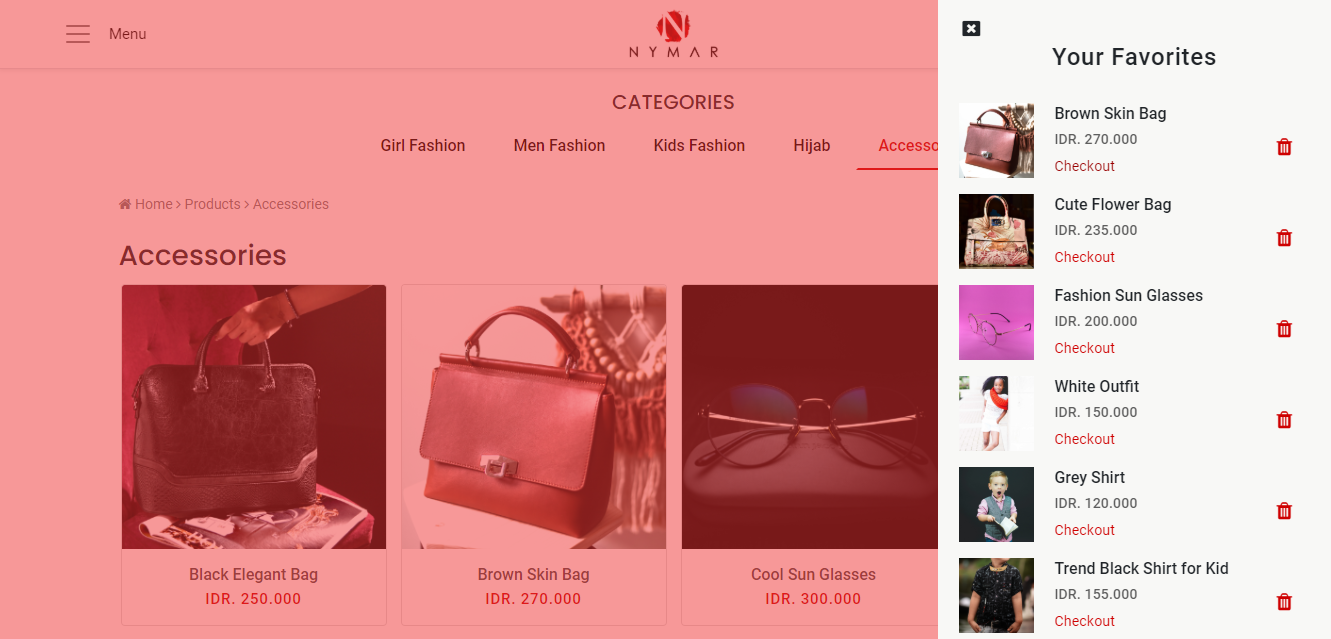 Menu
NYMAR
CATEGORIES
Girl Fashion Men Fashion Kids Fashion Hijab Accesso
Home > Products > Accessories
Accessories
Black Elegant Bag
IDR. 250.000
Brown Skin Bag
IDR. 270.000
Cool Sun Glasses
IDR. 300.000
Your Favorites
Brown Skin Bag
IDR. 270.000
Checkout
Cute Flower Bag
IDR. 235.000
Checkout
Fashion Sun Glasses
IDR. 200.000
Checkout
White Outfit
IDR. 150.000
Checkout
Grey Shirt
IDR. 120.000
Checkout
Trend Black Shirt for Kid
IDR. 155.000
Checkout